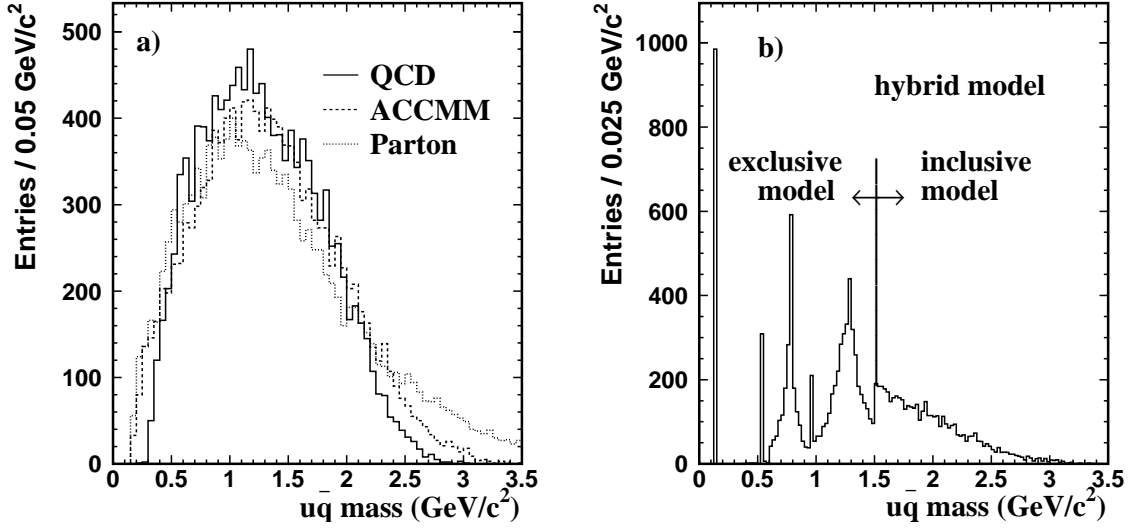 a)
QCD
ACCMM
Parton
Entries / 0.05 GeV/c²
500
400
300
200
100
0
0 0.5 1 1.5 2 2.5 3 3.5
uq̄ mass (GeV/c²)
b)
hybrid model
exclusive model
inclusive model
Entries / 0.025 GeV/c²
1000
800
600
400
200
0
0 0.5 1 1.5 2 2.5 3 3.5
uq̄ mass (GeV/c²)